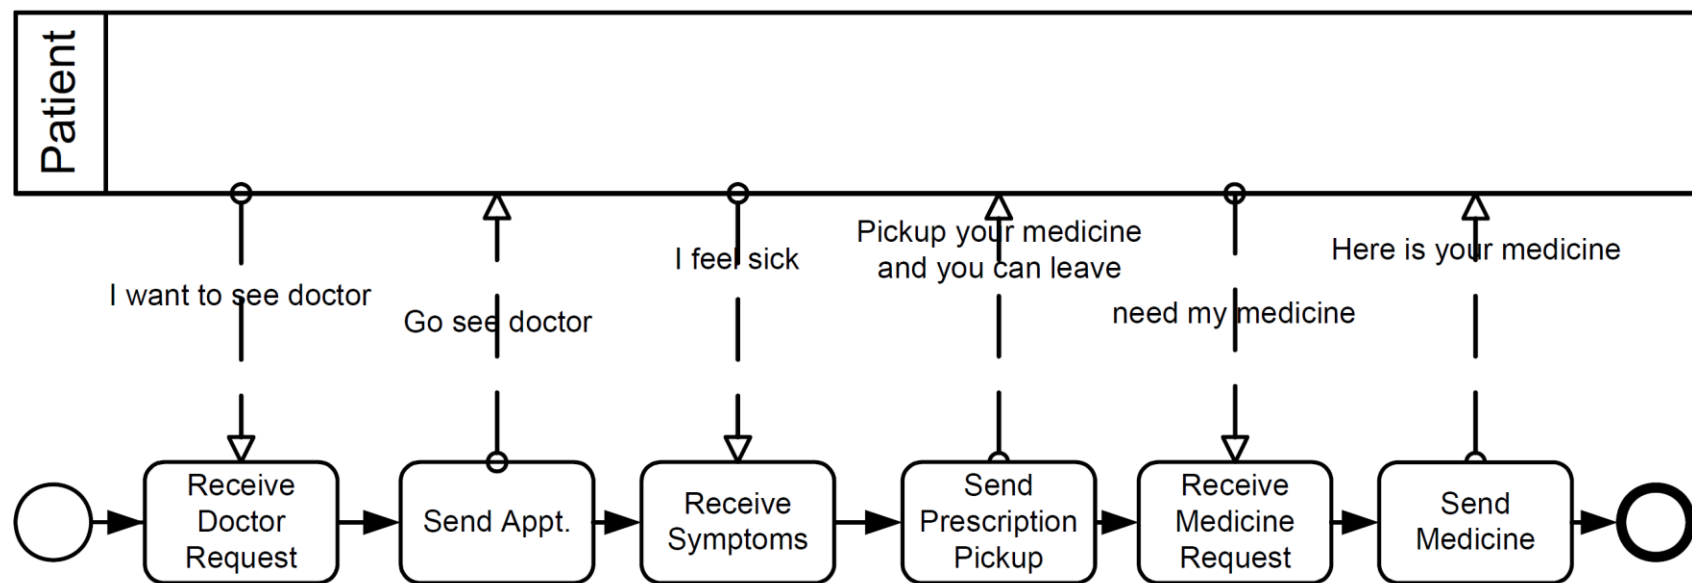 Patient
I want to see doctor
Go see doctor
I feel sick
Pickup your medicine
and you can leave
need my medicine
Here is your medicine
Receive
Doctor
Request
Send Appt.
Receive
Symptoms
Send
Prescription
Pickup
Receive
Medicine
Request
Send
Medicine